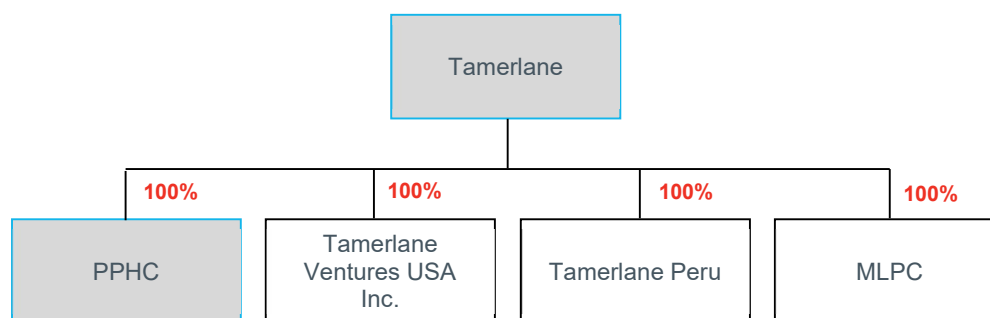 Tamerlane
100%
100%
100%
100%
PPHC
Tamerlane
Ventures USA
Inc.
Tamerlane Peru
MLPC